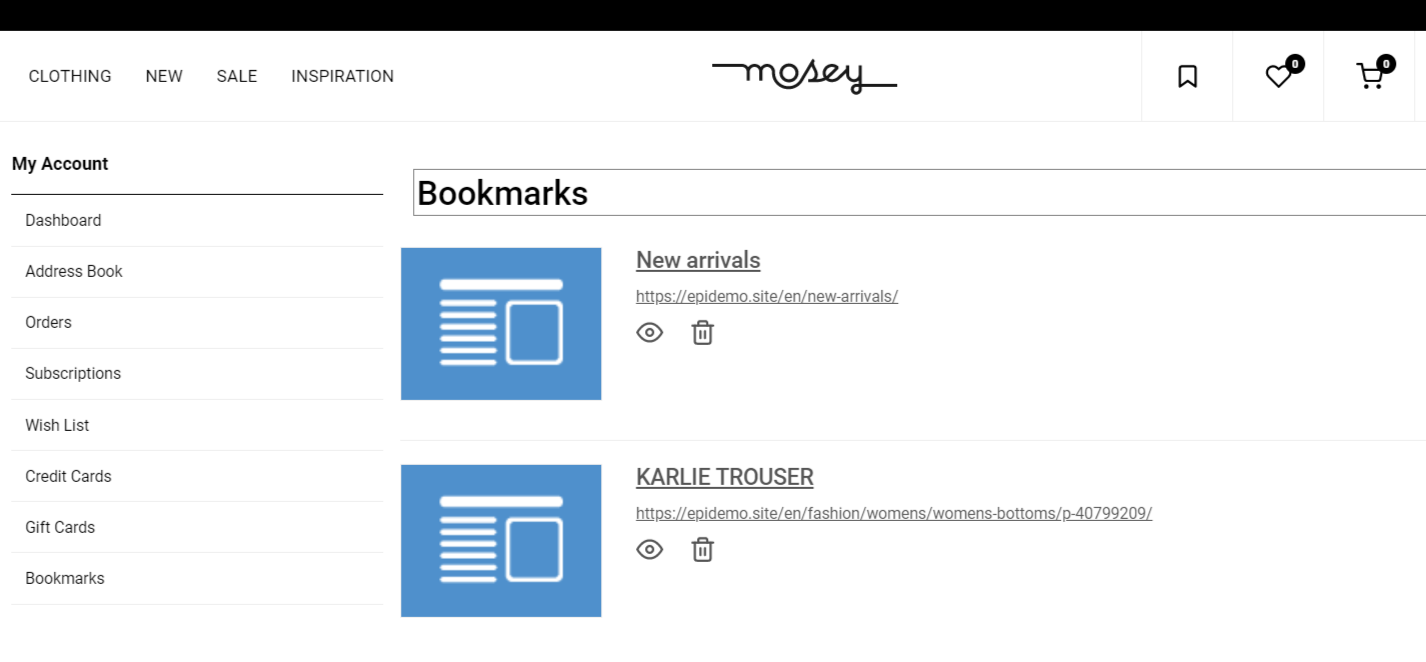 CLOTHING NEW SALE INSPIRATION mosey 0 0
My Account
Bookmarks
Dashboard
Address Book
Orders
Subscriptions
Wish List
Credit Cards
Gift Cards
Bookmarks
New arrivals
https://epidemo.site/en/new-arrivals/
KARLIE TROUSER
https://epidemo.site/en/fashion/womens/womens-bottoms/p-40799209/